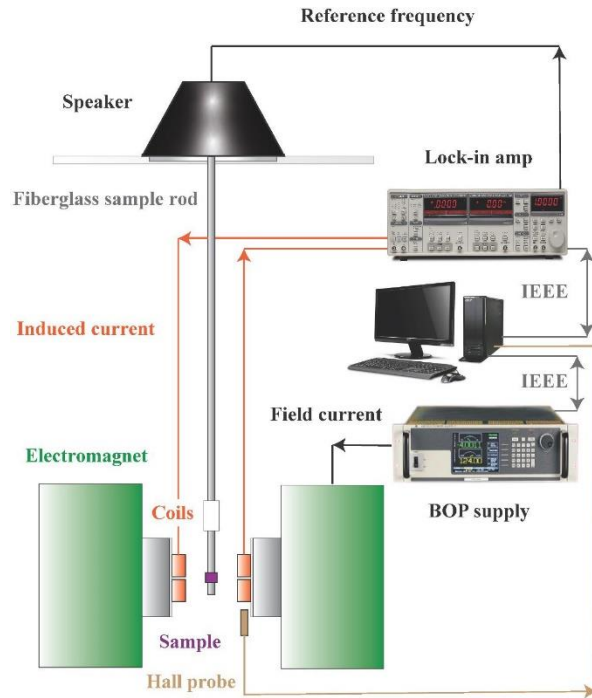 Reference frequency
Speaker
Lock-in amp
Fiberglass sample rod
IEEE
Induced current
IEEE
Field current
Electromagnet
Coils
BOP supply
Sample
Hall probe